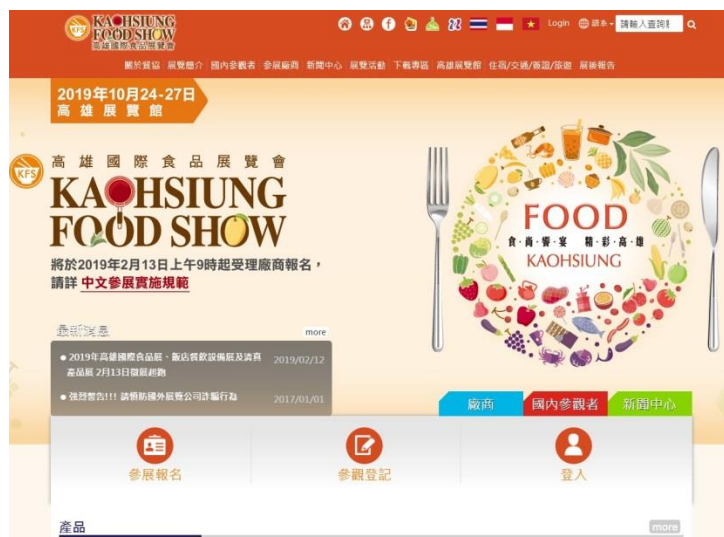 KFS
KAOHSIUNG
FOOD SHOW
高雄國際食品展覽會
Login
語系
請輸入查詢
關於貿協 展覽簡介 國內參觀者 參展廠商 新聞中心 展覽活動 下載專區 高雄展覽館 住宿/交通/簽證/旅遊 展後報告
2019年10月24-27日
高雄展覽館
KFS
高雄國際食品展覽會
KAOHSIUNG
FOOD SHOW
將於2019年2月13日上午9時起受理廠商報名，
請詳 中文參展實施規範
FOOD
食‧尚‧饗‧宴 精‧彩‧高‧雄
KAOHSIUNG
最新消息 more
2019年高雄國際食品展、飯店餐飲設備展及清真 2019/02/12
產品展 2月13日徵展起跑
強烈警告!!! 請慎防國外展覽公司詐騙行為 2017/01/01
廠商 國內參觀者 新聞中心
參展報名 參觀登記 登入
產品 more